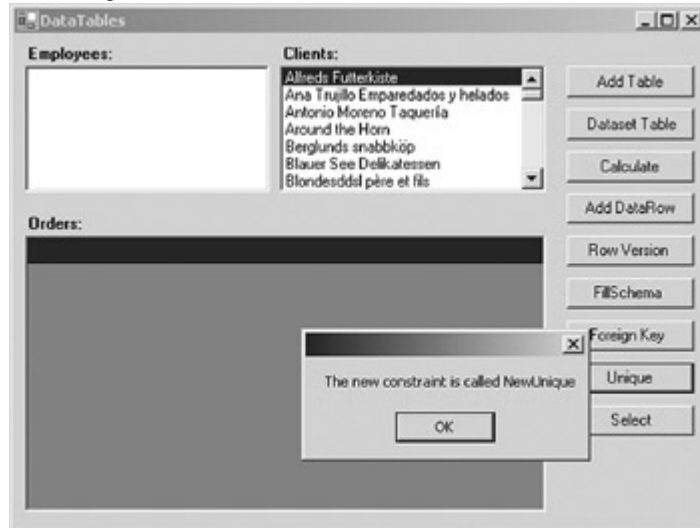 DataTables
Employees:
Clients:
Alfreds Futterkiste
Ana Trujillo Emparedados y helados
Antonio Moreno Taquería
Around the Horn
Berglunds snabbköp
Blauer See Delikatessen
Blondesddsl père et fils
Add Table
Dataset Table
Calculate
Add DataRow
Row Version
FillSchema
Foreign Key
Unique
Select
Orders:
The new constraint is called NewUnique
OK